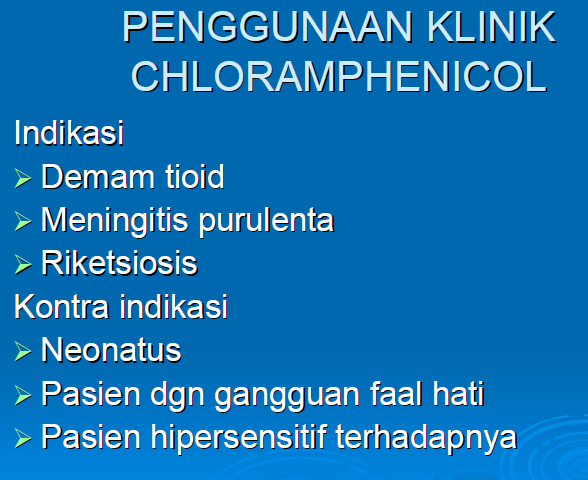 PENGGUNAAN KLINIK
CHLORAMPHENICOL
Indikasi
Demam tioid
Meningitis purulenta
Riketsiosis
Kontra indikasi
Neonatus
Pasien dgn gangguan faal hati
Pasien hipersensitif terhadapnya